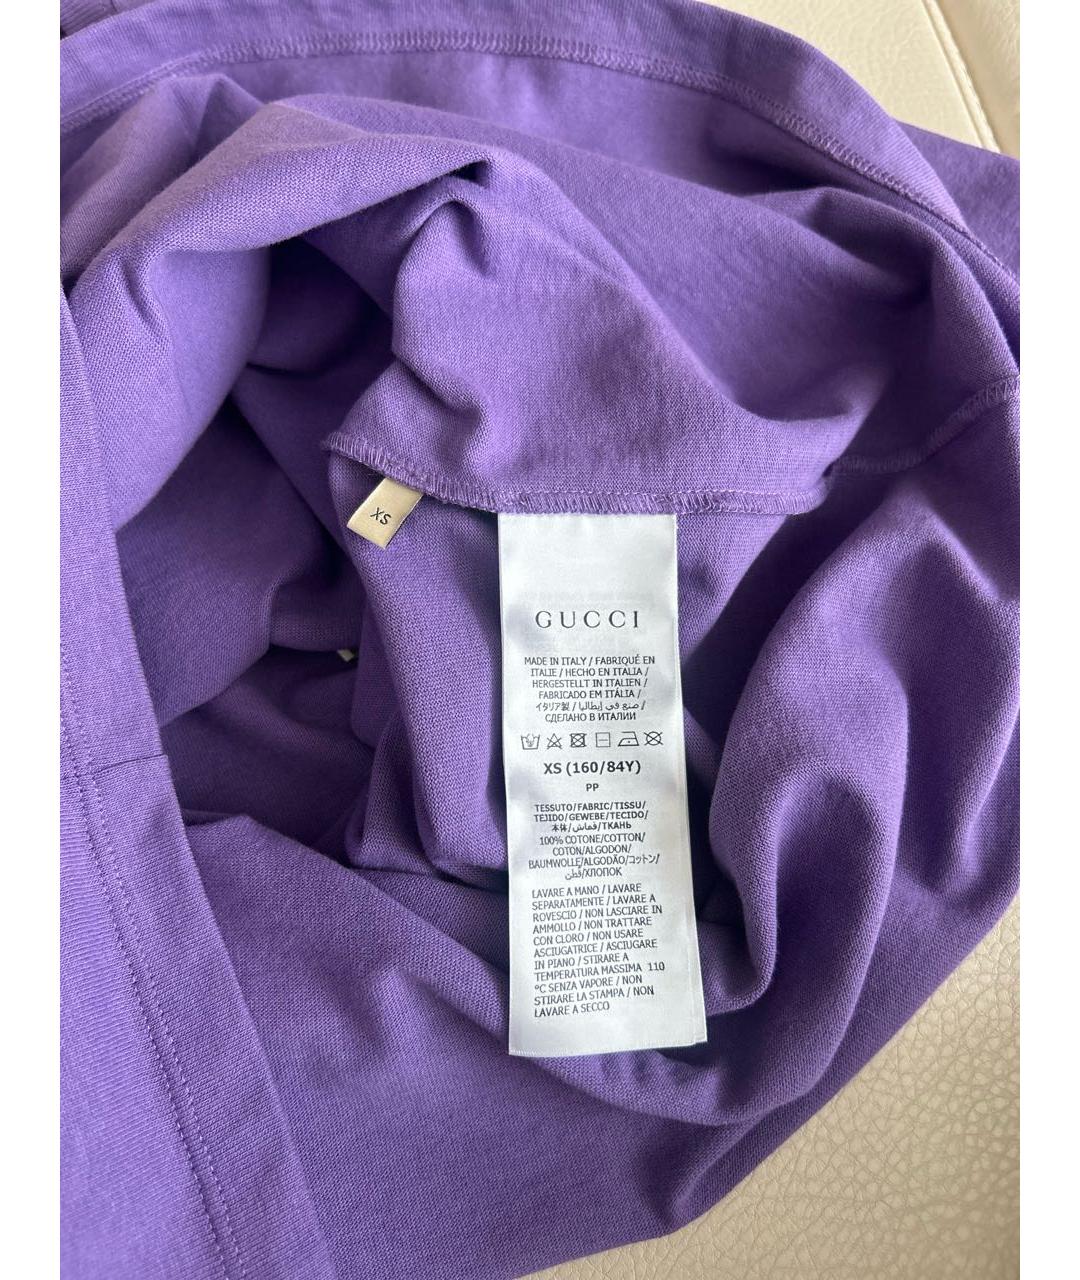 XS
GUCCI
MADE IN ITALY / FABRIQUÉ EN
ITALIE / HECHO EN ITALIA /
HERGESTELLT IN ITALIEN /
FABRICADO EM ITÁLIA /
イタリア製 / صنع في إيطاليا /
СДЕЛАНО В ИТАЛИИ
XS (160/84Y)
PP
TESSUTO/FABRIC/TISSU/
TEJIDO/GEWEBE/TECIDO/
本体/قماش/ТКАНЬ
100% COTONE/COTTON/
COTON/ALGODON/
BAUMWOLLE/ALGODÃO/コットン/
قطن/ХЛОПОК
LAVARE A MANO / LAVARE
SEPARATAMENTE / LAVARE A
ROVESCIO / NON LASCIARE IN
AMMOLLO / NON TRATTARE
CON CLORO / NON USARE
ASCIUGATRICE / ASCIUGARE
IN PIANO / STIRARE A
TEMPERATURA MASSIMA 110
°C SENZA VAPORE / NON
STIRARE LA STAMPA / NON
LAVARE A SECCO